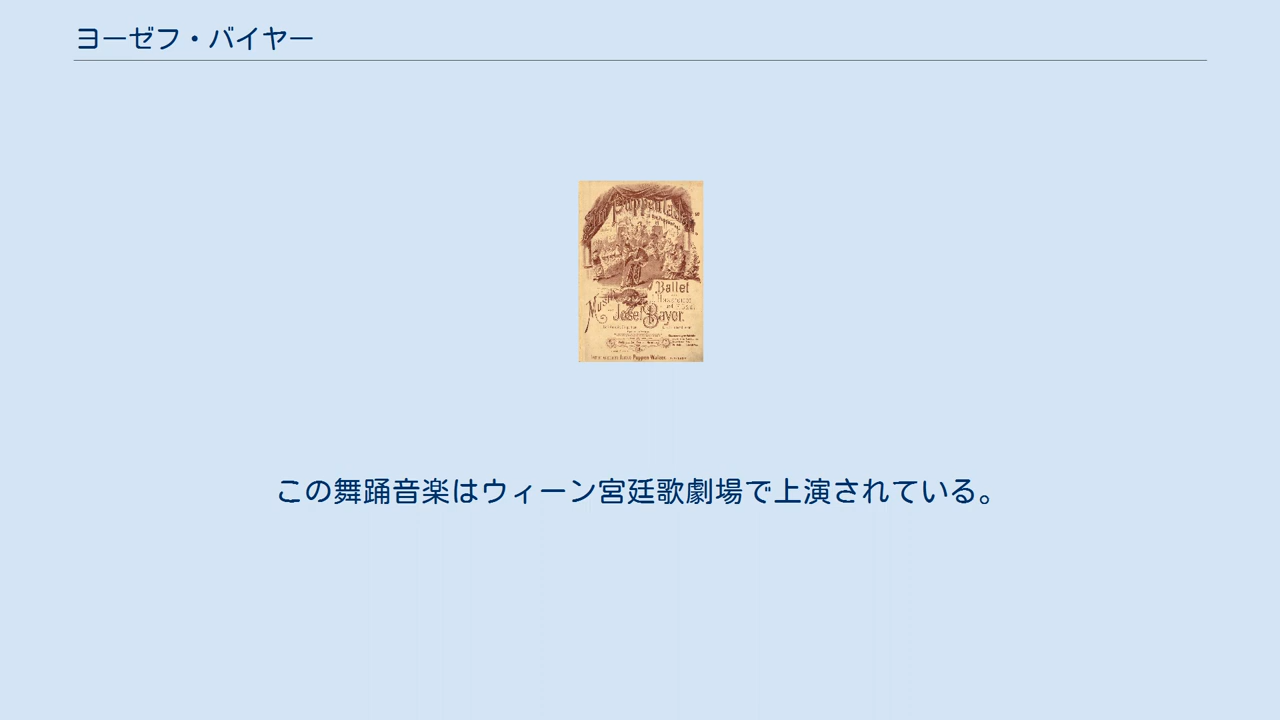 ヨーゼフ・バイヤー
Ballet
Musik
Josef Bayer.
この舞踊音楽はウィーン宮廷歌劇場で上演されている。